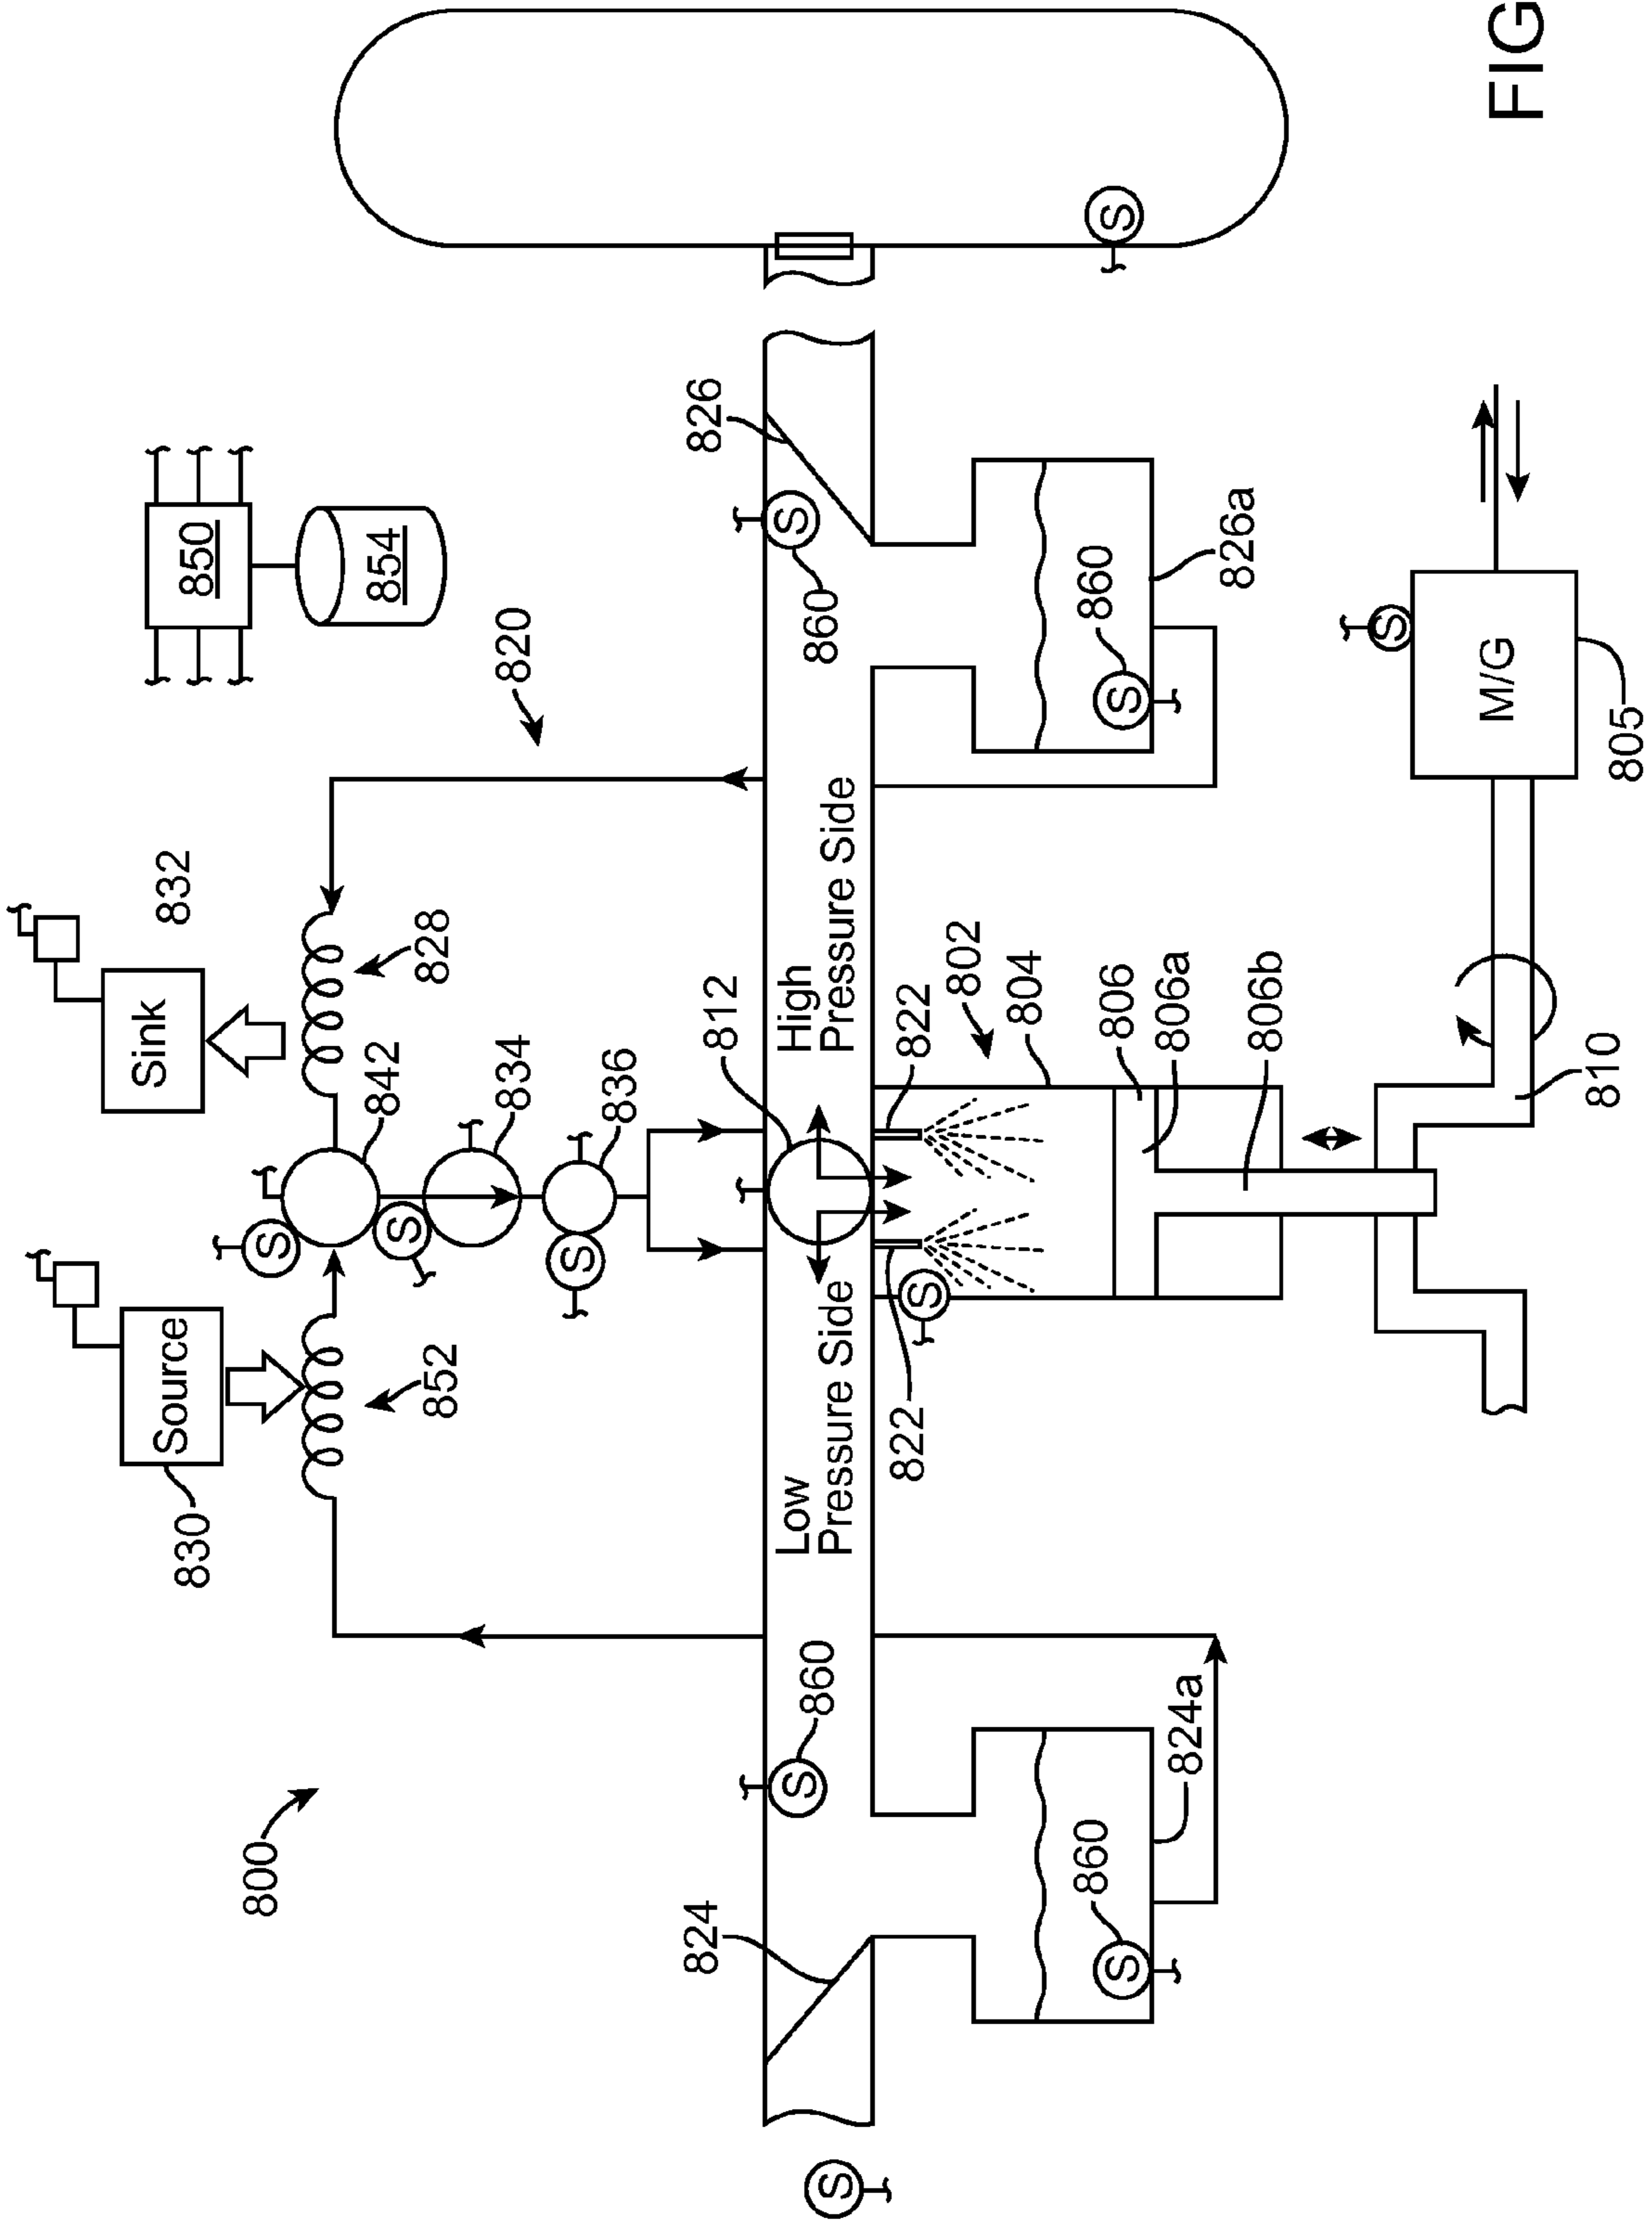 Sink
832
Source
830
850
800
S
842
854
S
828
852
834
820
S
836
824
812
826
S
860
Low
Pressure Side
High
Pressure Side
S
860
S
822
822
S
802
804
860
S
860
S
806
S
806a
824a
826a
806b
S
M/G
FIG
810
805